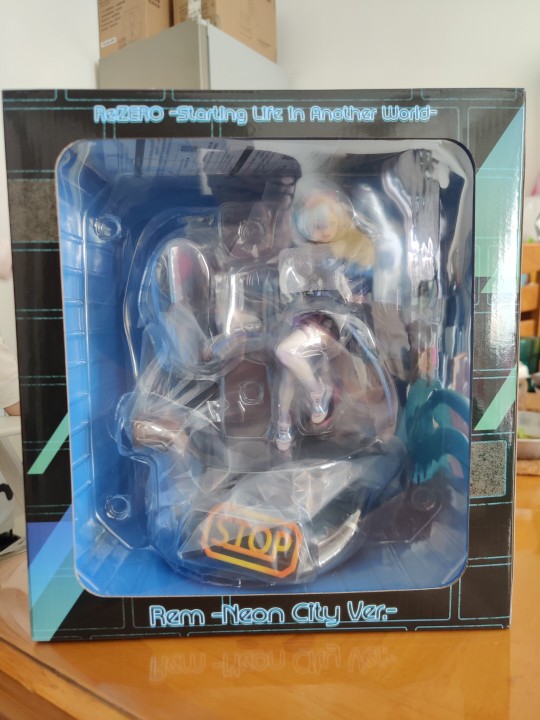 Re:ZERO -Starting Life in Another World-
STOP
Rem -Neon City Ver.-